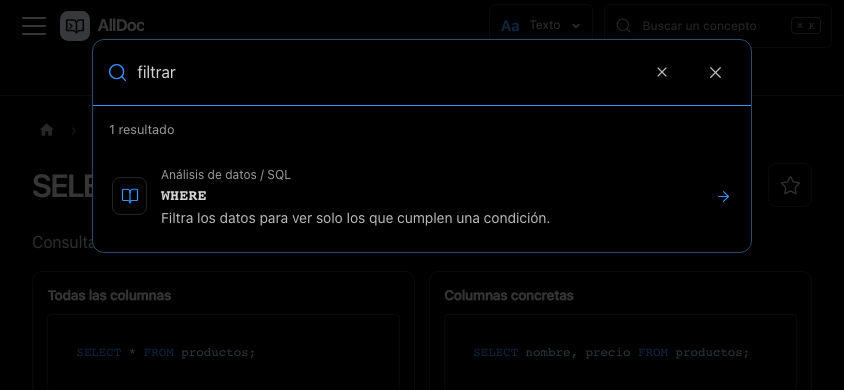 AllDoc
Aa Texto
Buscar un concepto
⌘ K
filtrar
1 resultado
Análisis de datos / SQL
WHERE
Filtra los datos para ver solo los que cumplen una condición.
SELE
Consulta
Todas las columnas
SELECT * FROM productos;
Columnas concretas
SELECT nombre, precio FROM productos;